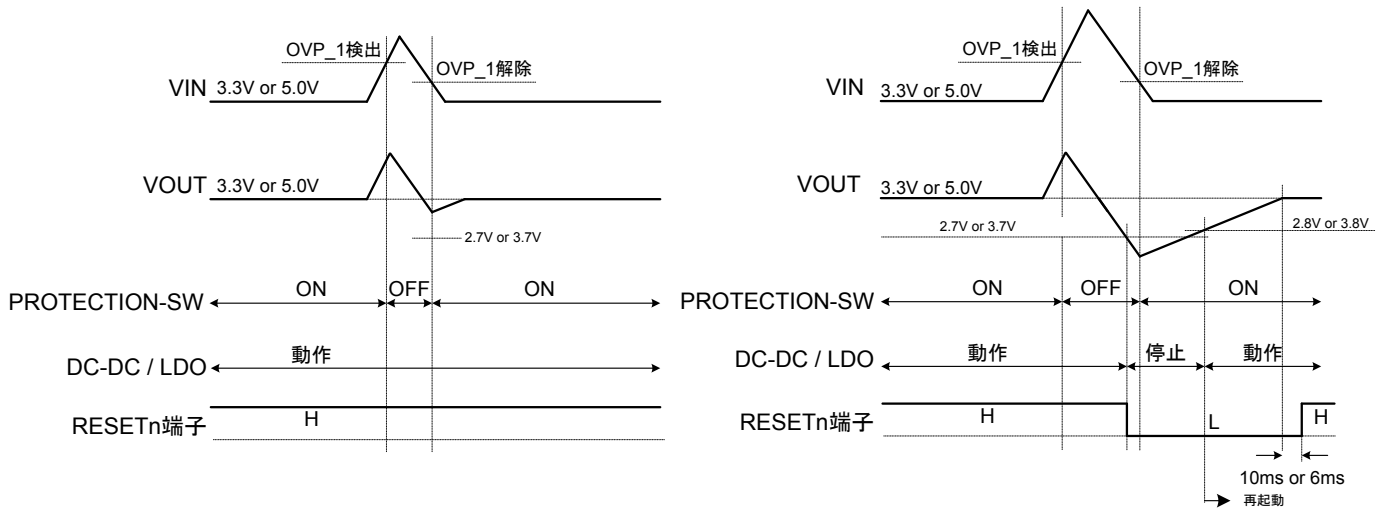 OVP_1検出
OVP_1解除
VIN 3.3V or 5.0V
VOUT 3.3V or 5.0V
2.7V or 3.7V
PROTECTION-SW
ON
OFF
ON
DC-DC / LDO
動作
RESETn端子
H
OVP_1検出
OVP_1解除
VIN 3.3V or 5.0V
VOUT 3.3V or 5.0V
2.7V or 3.7V
2.8V or 3.8V
PROTECTION-SW
ON
OFF
ON
DC-DC / LDO
動作
停止
動作
RESETn端子
H
L
H
10ms or 6ms
再起動